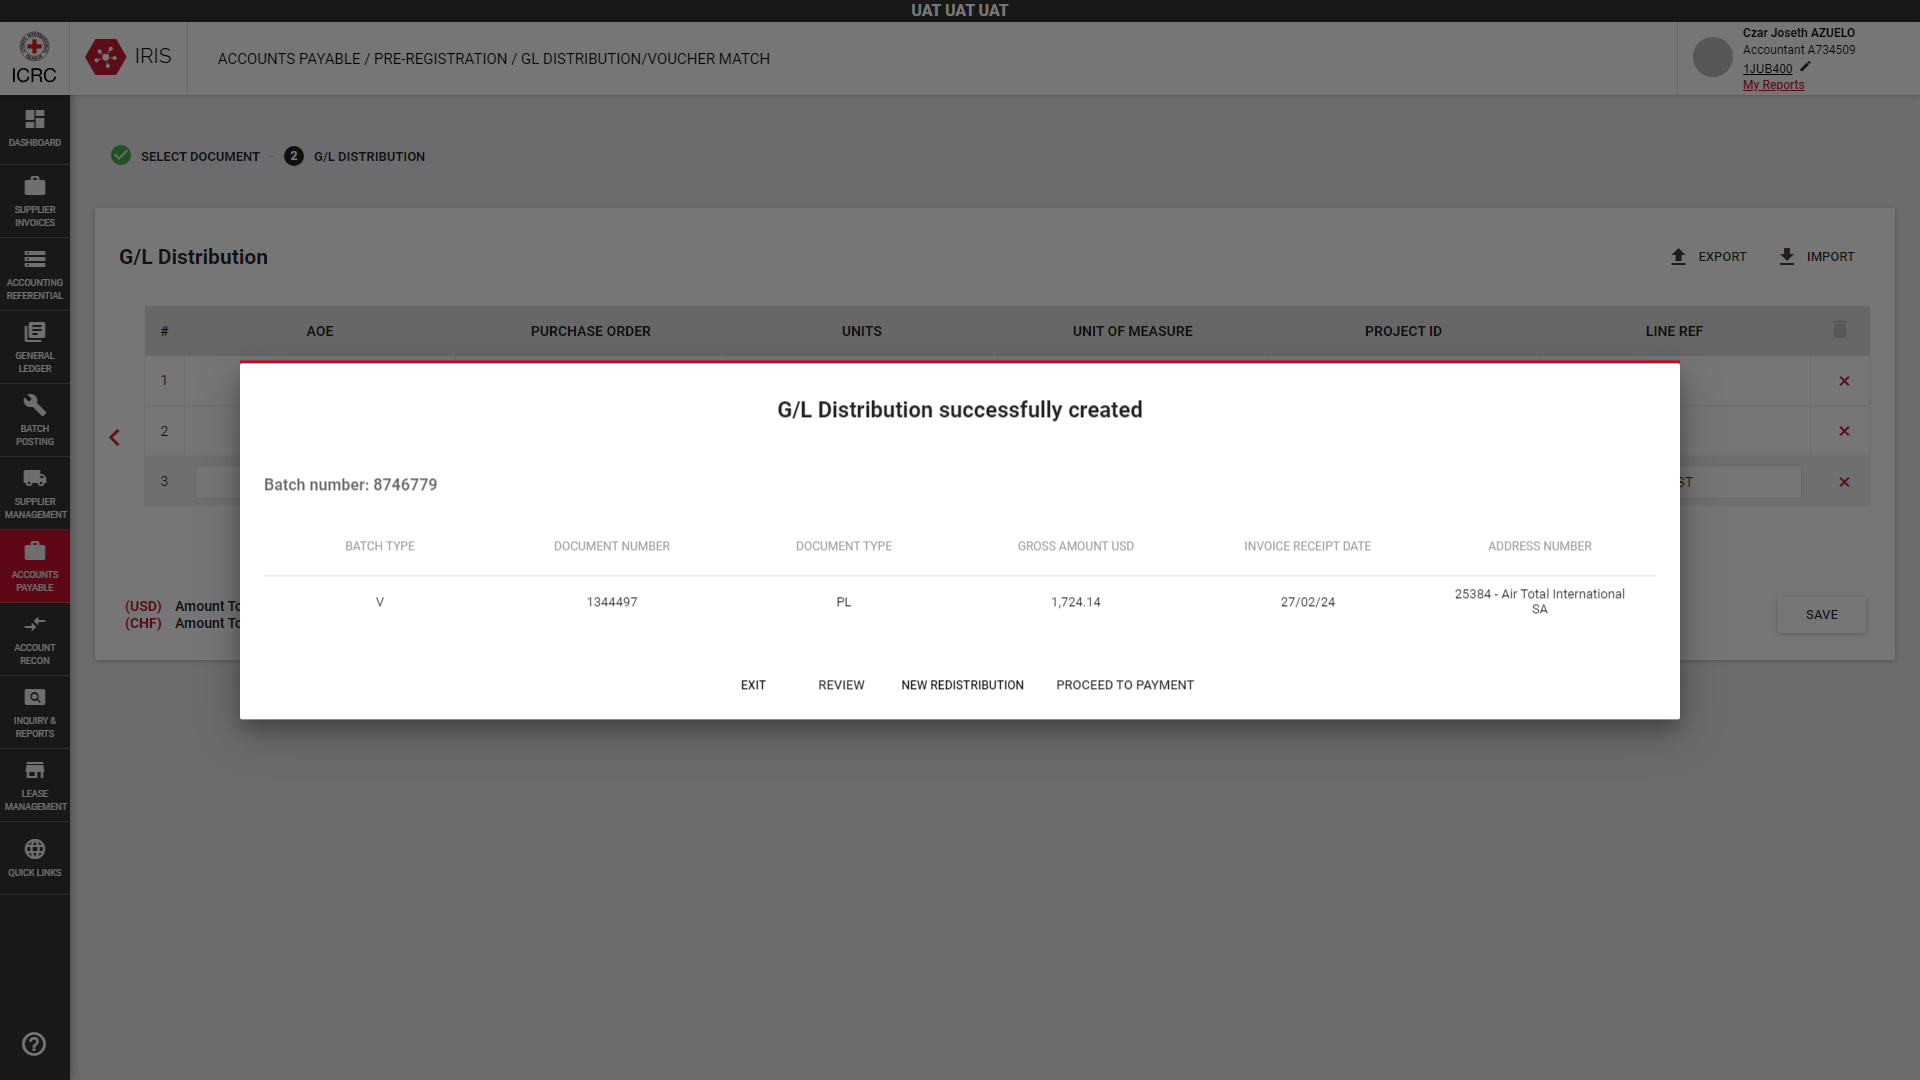 UAT UAT UAT
ICRC
IRIS
ACCOUNTS PAYABLE / PRE-REGISTRATION / GL DISTRIBUTION/VOUCHER MATCH
Czar Joseth AZUELO
Accountant A734509
1JUB400
My Reports
DASHBOARD
SUPPLIER
INVOICES
ACCOUNTING
REFERENTIAL
GENERAL
LEDGER
BATCH
POSTING
SUPPLIER
MANAGEMENT
ACCOUNTS
PAYABLE
ACCOUNT
RECON
INQUIRY &
REPORTS
LEASE
MANAGEMENT
QUICK LINKS
SELECT DOCUMENT
2 G/L DISTRIBUTION
G/L Distribution
EXPORT
IMPORT
# AOE PURCHASE ORDER UNITS UNIT OF MEASURE PROJECT ID LINE REF
1
2
3
ST
(USD) Amount To
(CHF) Amount To
SAVE
G/L Distribution successfully created
Batch number: 8746779
BATCH TYPE DOCUMENT NUMBER DOCUMENT TYPE GROSS AMOUNT USD INVOICE RECEIPT DATE ADDRESS NUMBER
V 1344497 PL 1,724.14 27/02/24 25384 - Air Total International
SA
EXIT REVIEW NEW REDISTRIBUTION PROCEED TO PAYMENT